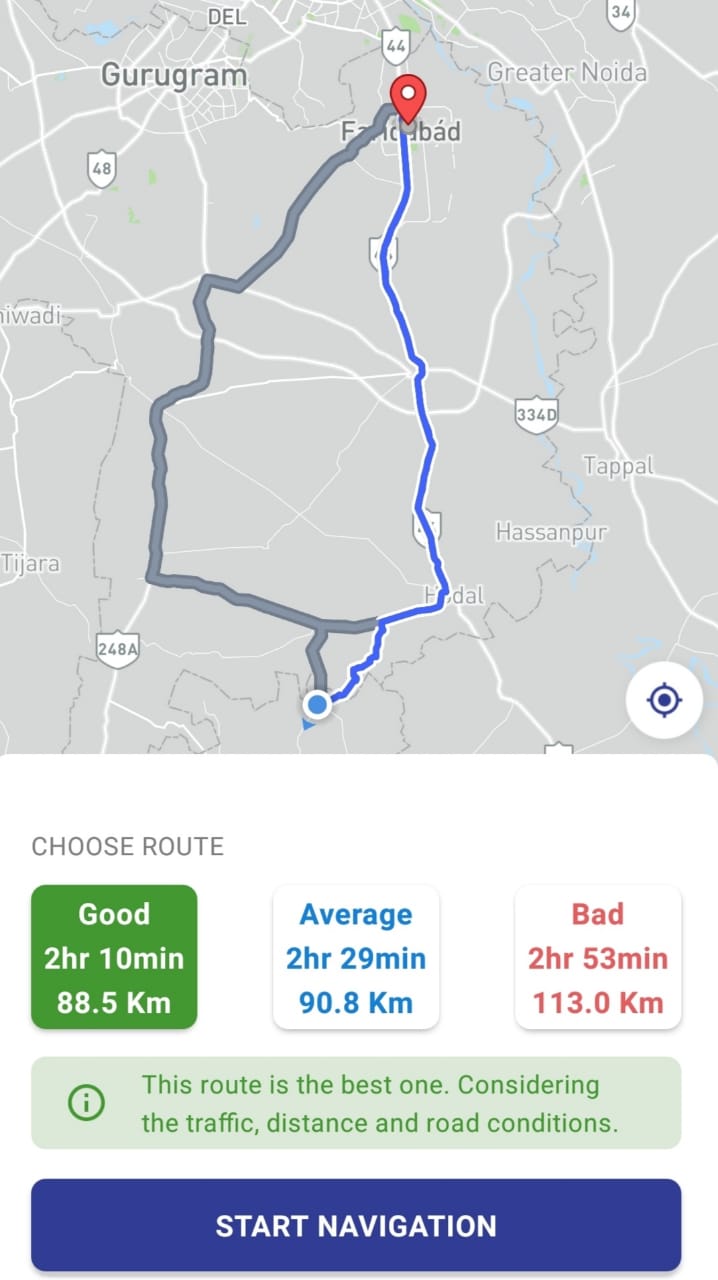 DEL
34
44
Gurugram
Greater Noida
Faridabád
48
niwadi
334D
Tappal
Hassanpur
Tijara
Hodal
248A
CHOOSE ROUTE
Good
2hr 10min
88.5 Km
Average
2hr 29min
90.8 Km
Bad
2hr 53min
113.0 Km
This route is the best one. Considering
the traffic, distance and road conditions.
START NAVIGATION